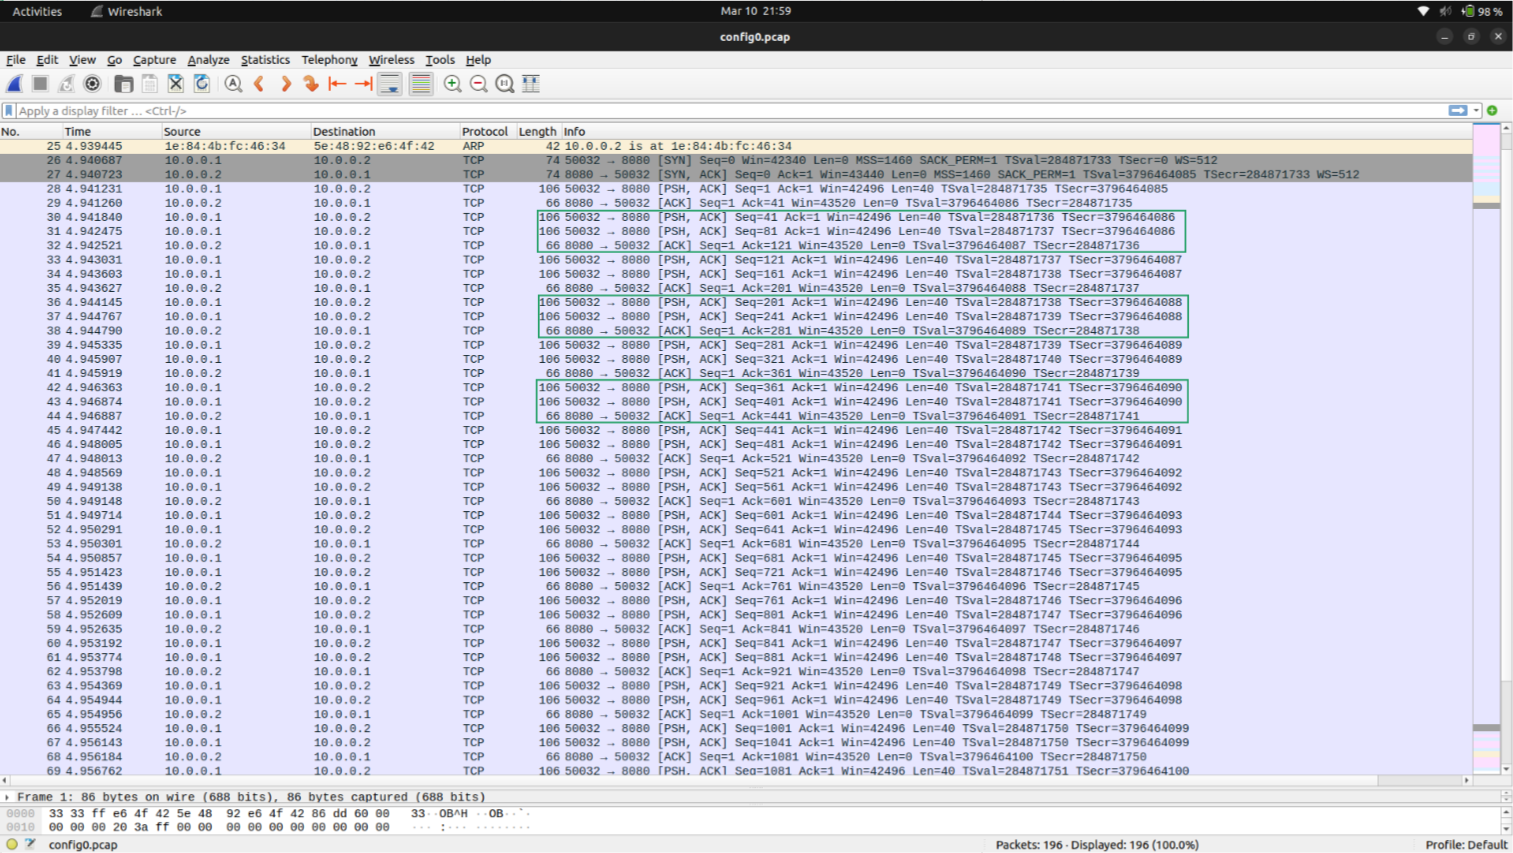 Activities Wireshark Mar 10 21:59 98 %
config0.pcap
File Edit View Go Capture Analyze Statistics Telephony Wireless Tools Help
Apply a display filter … <Ctrl-/>
No. Time Source Destination Protocol Length Info
25 4.939445 1e:84:4b:fc:46:34 5e:48:92:e6:4f:42 ARP 42 10.0.0.2 is at 1e:84:4b:fc:46:34
26 4.940687 10.0.0.1 10.0.0.2 TCP 74 50032 → 8080 [SYN] Seq=0 Win=42340 Len=0 MSS=1460 SACK_PERM=1 TSval=284871733 TSecr=0 WS=512
27 4.940723 10.0.0.2 10.0.0.1 TCP 74 8080 → 50032 [SYN, ACK] Seq=0 Ack=1 Win=43440 Len=0 MSS=1460 SACK_PERM=1 TSval=3796464085 TSecr=284871733 WS=512
28 4.941231 10.0.0.1 10.0.0.2 TCP 106 50032 → 8080 [PSH, ACK] Seq=1 Ack=1 Win=42496 Len=40 TSval=284871735 TSecr=3796464085
29 4.941260 10.0.0.2 10.0.0.1 TCP 66 8080 → 50032 [ACK] Seq=1 Ack=41 Win=43520 Len=0 TSval=3796464086 TSecr=284871735
30 4.941840 10.0.0.1 10.0.0.2 TCP 106 50032 → 8080 [PSH, ACK] Seq=41 Ack=1 Win=42496 Len=40 TSval=284871736 TSecr=3796464086
31 4.942475 10.0.0.1 10.0.0.2 TCP 106 50032 → 8080 [PSH, ACK] Seq=81 Ack=1 Win=42496 Len=40 TSval=284871737 TSecr=3796464086
32 4.942521 10.0.0.2 10.0.0.1 TCP 66 8080 → 50032 [ACK] Seq=1 Ack=121 Win=43520 Len=0 TSval=3796464087 TSecr=284871736
33 4.943031 10.0.0.1 10.0.0.2 TCP 106 50032 → 8080 [PSH, ACK] Seq=121 Ack=1 Win=42496 Len=40 TSval=284871737 TSecr=3796464087
34 4.943603 10.0.0.1 10.0.0.2 TCP 106 50032 → 8080 [PSH, ACK] Seq=161 Ack=1 Win=42496 Len=40 TSval=284871738 TSecr=3796464087
35 4.943627 10.0.0.2 10.0.0.1 TCP 66 8080 → 50032 [ACK] Seq=1 Ack=201 Win=43520 Len=0 TSval=3796464088 TSecr=284871737
36 4.944145 10.0.0.1 10.0.0.2 TCP 106 50032 → 8080 [PSH, ACK] Seq=201 Ack=1 Win=42496 Len=40 TSval=284871738 TSecr=3796464088
37 4.944767 10.0.0.1 10.0.0.2 TCP 106 50032 → 8080 [PSH, ACK] Seq=241 Ack=1 Win=42496 Len=40 TSval=284871739 TSecr=3796464088
38 4.944790 10.0.0.2 10.0.0.1 TCP 66 8080 → 50032 [ACK] Seq=1 Ack=281 Win=43520 Len=0 TSval=3796464089 TSecr=284871738
39 4.945335 10.0.0.1 10.0.0.2 TCP 106 50032 → 8080 [PSH, ACK] Seq=281 Ack=1 Win=42496 Len=40 TSval=284871739 TSecr=3796464089
40 4.945907 10.0.0.1 10.0.0.2 TCP 106 50032 → 8080 [PSH, ACK] Seq=321 Ack=1 Win=42496 Len=40 TSval=284871740 TSecr=3796464089
41 4.945919 10.0.0.2 10.0.0.1 TCP 66 8080 → 50032 [ACK] Seq=1 Ack=361 Win=43520 Len=0 TSval=3796464090 TSecr=284871739
42 4.946363 10.0.0.1 10.0.0.2 TCP 106 50032 → 8080 [PSH, ACK] Seq=361 Ack=1 Win=42496 Len=40 TSval=284871741 TSecr=3796464090
43 4.946874 10.0.0.1 10.0.0.2 TCP 106 50032 → 8080 [PSH, ACK] Seq=401 Ack=1 Win=42496 Len=40 TSval=284871741 TSecr=3796464090
44 4.946887 10.0.0.2 10.0.0.1 TCP 66 8080 → 50032 [ACK] Seq=1 Ack=441 Win=43520 Len=0 TSval=3796464091 TSecr=284871741
45 4.947442 10.0.0.1 10.0.0.2 TCP 106 50032 → 8080 [PSH, ACK] Seq=441 Ack=1 Win=42496 Len=40 TSval=284871742 TSecr=3796464091
46 4.948005 10.0.0.1 10.0.0.2 TCP 106 50032 → 8080 [PSH, ACK] Seq=481 Ack=1 Win=42496 Len=40 TSval=284871742 TSecr=3796464091
47 4.948013 10.0.0.2 10.0.0.1 TCP 66 8080 → 50032 [ACK] Seq=1 Ack=521 Win=43520 Len=0 TSval=3796464092 TSecr=284871742
48 4.948569 10.0.0.1 10.0.0.2 TCP 106 50032 → 8080 [PSH, ACK] Seq=521 Ack=1 Win=42496 Len=40 TSval=284871743 TSecr=3796464092
49 4.949138 10.0.0.1 10.0.0.2 TCP 106 50032 → 8080 [PSH, ACK] Seq=561 Ack=1 Win=42496 Len=40 TSval=284871743 TSecr=3796464092
50 4.949148 10.0.0.2 10.0.0.1 TCP 66 8080 → 50032 [ACK] Seq=1 Ack=601 Win=43520 Len=0 TSval=3796464093 TSecr=284871743
51 4.949714 10.0.0.1 10.0.0.2 TCP 106 50032 → 8080 [PSH, ACK] Seq=601 Ack=1 Win=42496 Len=40 TSval=284871744 TSecr=3796464093
52 4.950291 10.0.0.1 10.0.0.2 TCP 106 50032 → 8080 [PSH, ACK] Seq=641 Ack=1 Win=42496 Len=40 TSval=284871745 TSecr=3796464093
53 4.950301 10.0.0.2 10.0.0.1 TCP 66 8080 → 50032 [ACK] Seq=1 Ack=681 Win=43520 Len=0 TSval=3796464095 TSecr=284871744
54 4.950857 10.0.0.1 10.0.0.2 TCP 106 50032 → 8080 [PSH, ACK] Seq=681 Ack=1 Win=42496 Len=40 TSval=284871745 TSecr=3796464095
55 4.951423 10.0.0.1 10.0.0.2 TCP 106 50032 → 8080 [PSH, ACK] Seq=721 Ack=1 Win=42496 Len=40 TSval=284871746 TSecr=3796464095
56 4.951439 10.0.0.2 10.0.0.1 TCP 66 8080 → 50032 [ACK] Seq=1 Ack=761 Win=43520 Len=0 TSval=3796464096 TSecr=284871745
57 4.952019 10.0.0.1 10.0.0.2 TCP 106 50032 → 8080 [PSH, ACK] Seq=761 Ack=1 Win=42496 Len=40 TSval=284871746 TSecr=3796464096
58 4.952609 10.0.0.1 10.0.0.2 TCP 106 50032 → 8080 [PSH, ACK] Seq=801 Ack=1 Win=42496 Len=40 TSval=284871747 TSecr=3796464096
59 4.952635 10.0.0.2 10.0.0.1 TCP 66 8080 → 50032 [ACK] Seq=1 Ack=841 Win=43520 Len=0 TSval=3796464097 TSecr=284871746
60 4.953192 10.0.0.1 10.0.0.2 TCP 106 50032 → 8080 [PSH, ACK] Seq=841 Ack=1 Win=42496 Len=40 TSval=284871747 TSecr=3796464097
61 4.953774 10.0.0.1 10.0.0.2 TCP 106 50032 → 8080 [PSH, ACK] Seq=881 Ack=1 Win=42496 Len=40 TSval=284871748 TSecr=3796464097
62 4.953798 10.0.0.2 10.0.0.1 TCP 66 8080 → 50032 [ACK] Seq=1 Ack=921 Win=43520 Len=0 TSval=3796464098 TSecr=284871747
63 4.954369 10.0.0.1 10.0.0.2 TCP 106 50032 → 8080 [PSH, ACK] Seq=921 Ack=1 Win=42496 Len=40 TSval=284871749 TSecr=3796464098
64 4.954944 10.0.0.1 10.0.0.2 TCP 106 50032 → 8080 [PSH, ACK] Seq=961 Ack=1 Win=42496 Len=40 TSval=284871749 TSecr=3796464098
65 4.954956 10.0.0.2 10.0.0.1 TCP 66 8080 → 50032 [ACK] Seq=1 Ack=1001 Win=43520 Len=0 TSval=3796464099 TSecr=284871749
66 4.955524 10.0.0.1 10.0.0.2 TCP 106 50032 → 8080 [PSH, ACK] Seq=1001 Ack=1 Win=42496 Len=40 TSval=284871750 TSecr=3796464099
67 4.956143 10.0.0.1 10.0.0.2 TCP 106 50032 → 8080 [PSH, ACK] Seq=1041 Ack=1 Win=42496 Len=40 TSval=284871750 TSecr=3796464099
68 4.956184 10.0.0.2 10.0.0.1 TCP 66 8080 → 50032 [ACK] Seq=1 Ack=1081 Win=43520 Len=0 TSval=3796464100 TSecr=284871750
69 4.956762 10.0.0.1 10.0.0.2 TCP 106 50032 → 8080 [PSH, ACK] Seq=1081 Ack=1 Win=42496 Len=40 TSval=284871751 TSecr=3796464100
Frame 1: 86 bytes on wire (688 bits), 86 bytes captured (688 bits)
0000 33 33 ff e6 4f 42 5e 48 92 e6 4f 42 86 dd 60 00 33··OB^H ··OB··`·
0010 00 00 00 20 3a ff 00 00 00 00 00 00 00 00 00 00 ··· :··· ········
config0.pcap Packets: 196 · Displayed: 196 (100.0%) Profile: Default